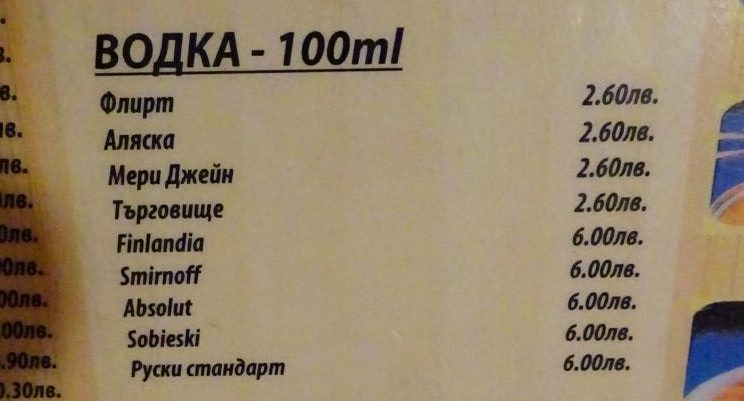 ВОДКА - 100ml
Флирт 2.60лв.
Аляска 2.60лв.
Мери Джейн 2.60лв.
Търговище 2.60лв.
Finlandia 6.00лв.
Smirnoff 6.00лв.
Absolut 6.00лв.
Sobieski 6.00лв.
Руски стандарт 6.00лв.